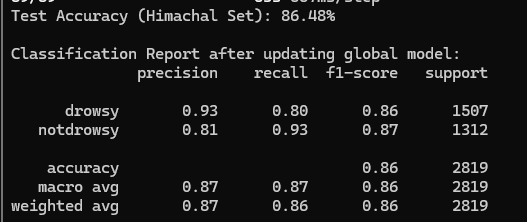 Test Accuracy (Himachal Set): 86.48%
Classification Report after updating global model:
precision recall f1-score support
drowsy 0.93 0.80 0.86 1507
notdrowsy 0.81 0.93 0.87 1312
accuracy 0.86 2819
macro avg 0.87 0.87 0.86 2819
weighted avg 0.87 0.86 0.86 2819